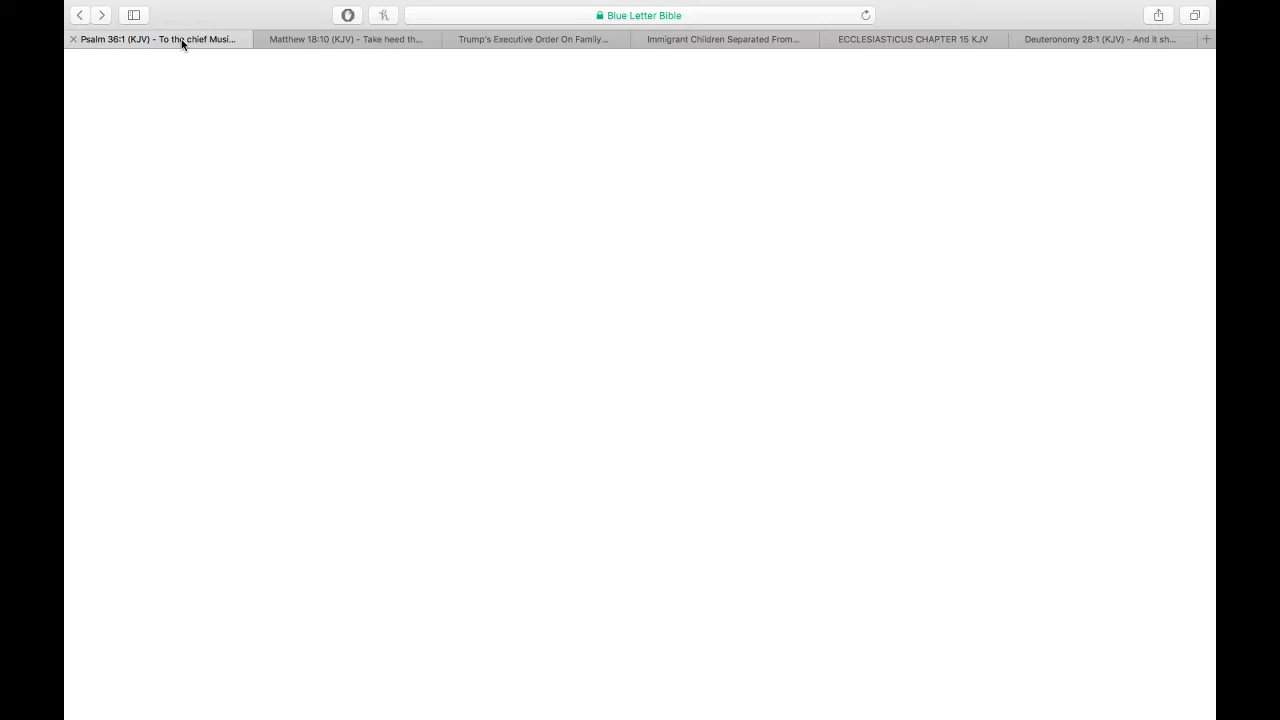 Blue Letter Bible
Psalm 36:1 (KJV) - To the chief Musi... Matthew 18:10 (KJV) - Take heed th... Trump's Executive Order On Family... Immigrant Children Separated From... ECCLESIASTICUS CHAPTER 15 KJV Deuteronomy 28:1 (KJV) - And it sh...